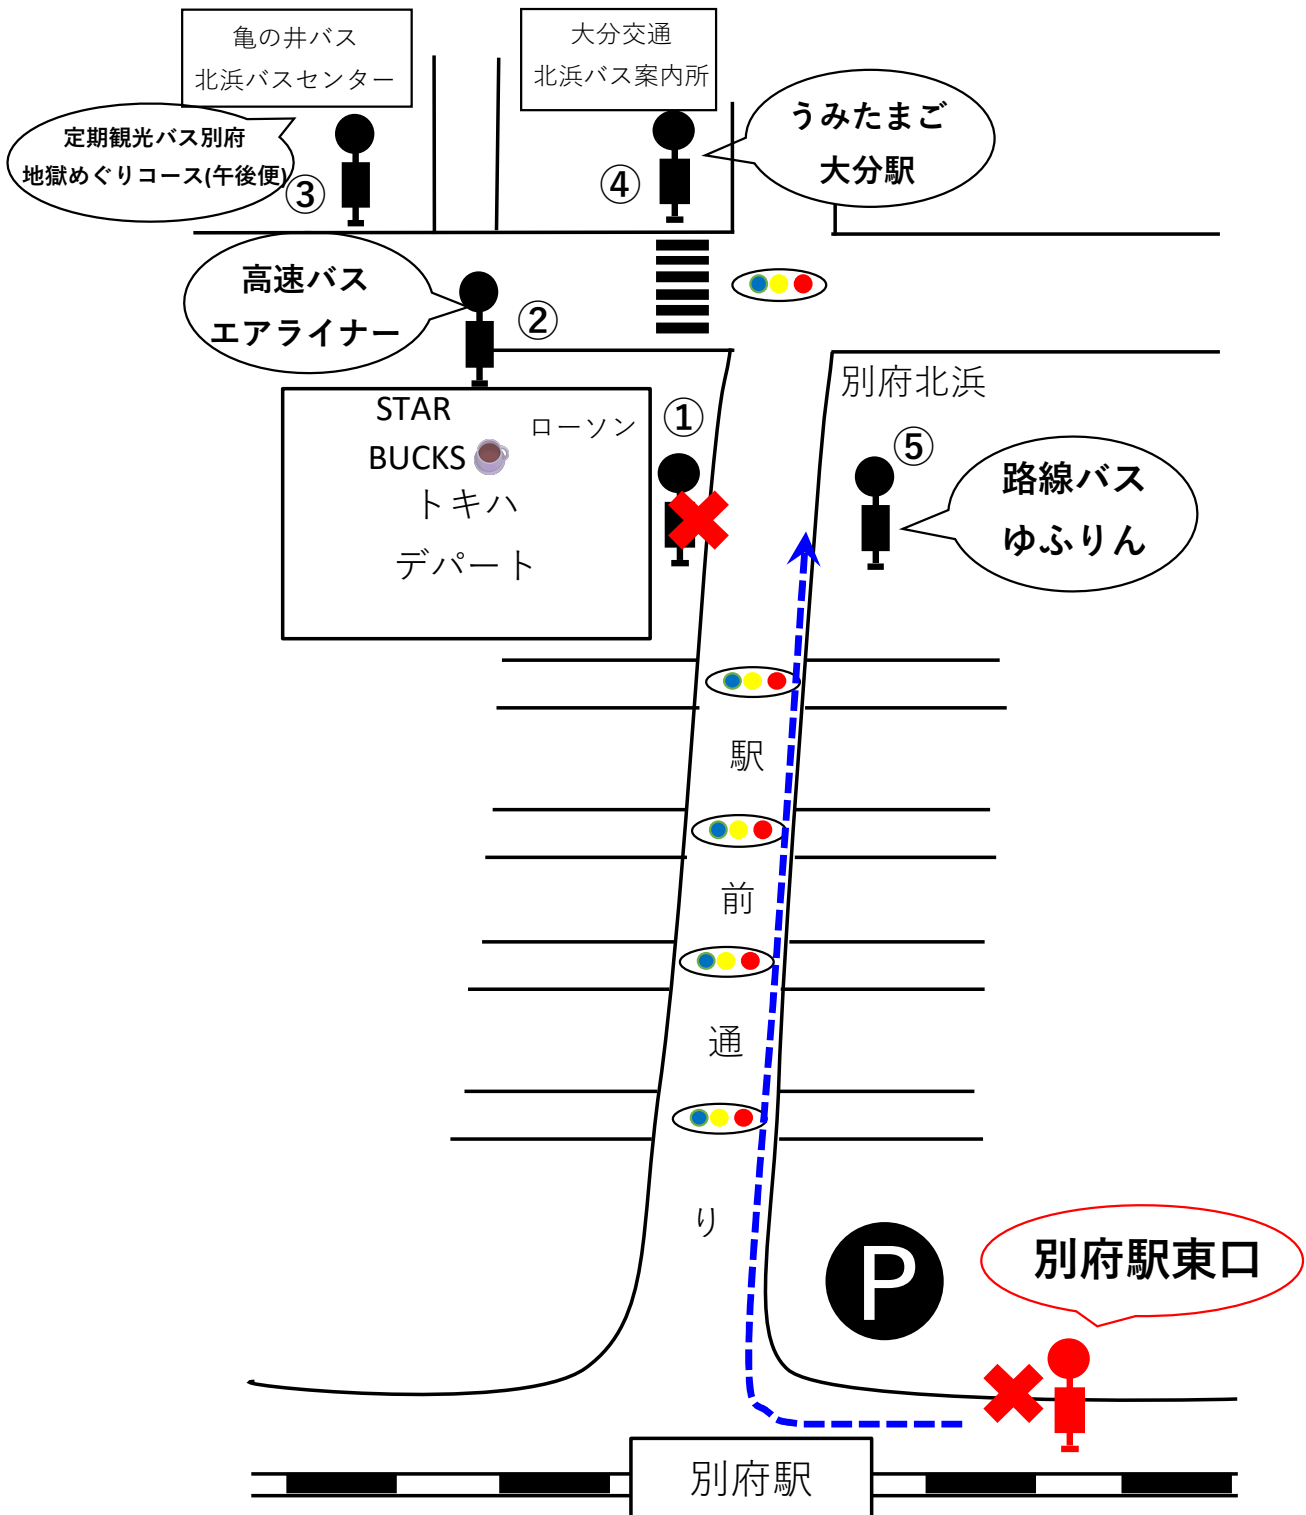 亀の井バス
北浜バスセンター
大分交通
北浜バス案内所
うみたまご
大分駅
定期観光バス別府
地獄めぐりコース(午後便)
③
④
高速バス
エアライナー
②
別府北浜
STAR
BUCKS
ローソン
トキハ
デパート
①
⑤
路線バス
ゆふりん
駅
前
通
り
P
別府駅東口
別府駅